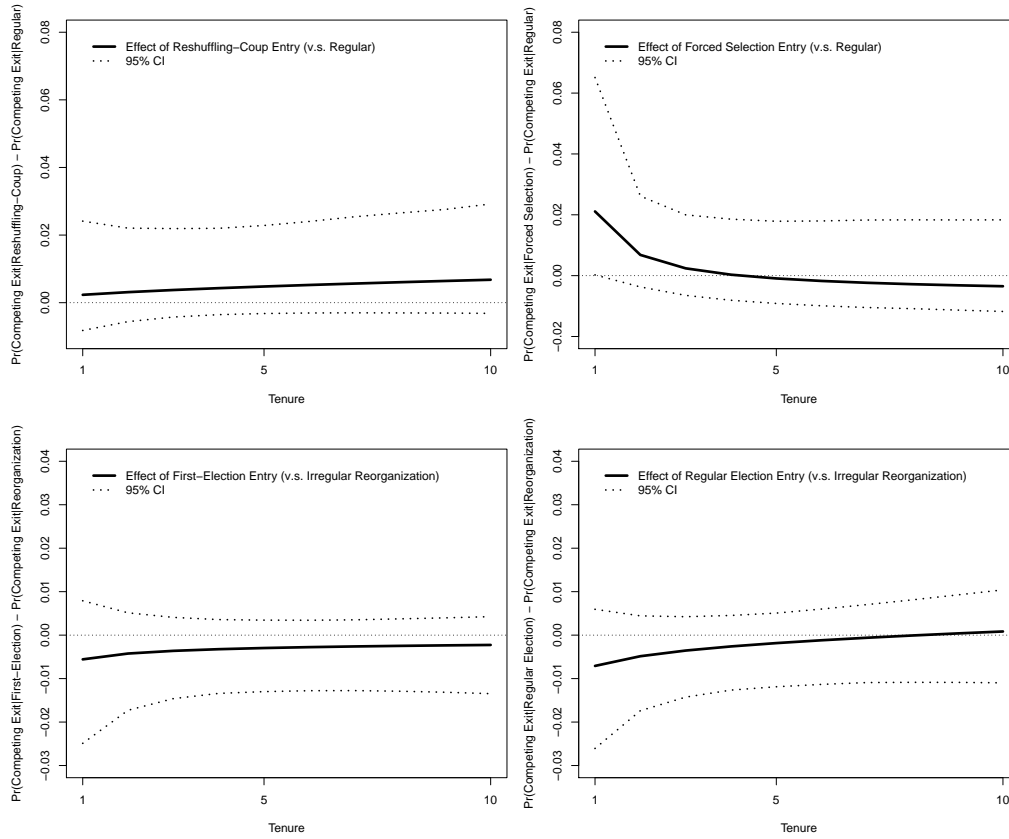 Pr(Competing Exit|Reshuffling−Coup) − Pr(Competing Exit|Regular)
0.08
0.06
0.04
0.02
0.00
Effect of Reshuffling−Coup Entry (v.s. Regular)
95% CI
1
5
10
Tenure
Pr(Competing Exit|Forced Selection) − Pr(Competing Exit|Regular)
0.08
0.06
0.04
0.02
0.00
−0.02
Effect of Forced Selection Entry (v.s. Regular)
95% CI
1
5
10
Tenure
Pr(Competing Exit|First−Election) − Pr(Competing Exit|Reorganization)
0.04
0.03
0.02
0.01
0.00
−0.01
−0.02
−0.03
Effect of First−Election Entry (v.s. Irregular Reorganization)
95% CI
1
5
10
Tenure
Pr(Competing Exit|Regular Election) − Pr(Competing Exit|Reorganization)
0.04
0.03
0.02
0.01
0.00
−0.01
−0.02
−0.03
Effect of Regular Election Entry (v.s. Irregular Reorganization)
95% CI
1
5
10
Tenure